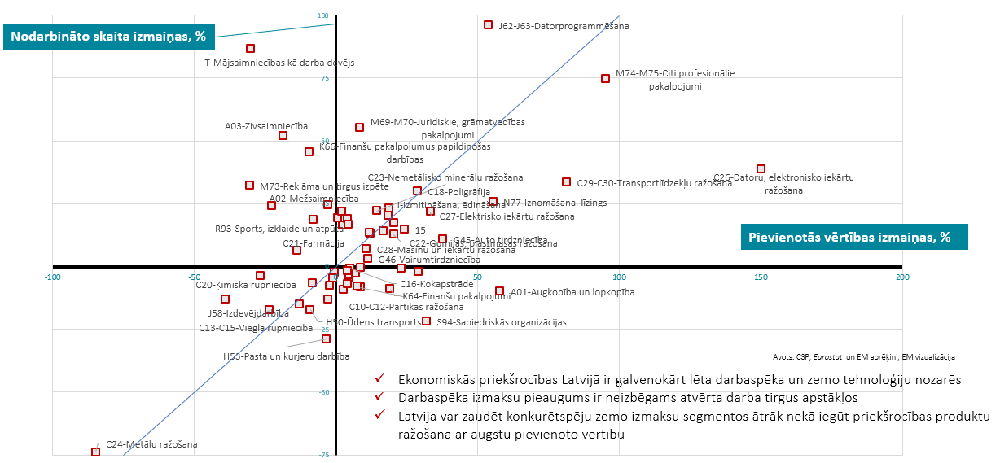 100
Nodarbināto skaita izmaiņas, %
J62-J63-Datorprogrammēšana
T-Mājsaimniecības kā darba devējs
75
M74-M75-Citi profesionālie
pakalpojumi
A03-Zivsaimniecība
M69-M70-Juridiskie, grāmatvedības
pakalpojumi
50
K66-Finanšu pakalpojumus papildinošas
darbības
C23-Nemetālisko minerālu ražošana
C26-Datoru, elektronisko iekārtu
ražošana
C29-C30-Transportlīdzekļu ražošana
M73-Reklāma un tirgus izpēte
C18-Poligrāfija
A02-Mežsaimniecība
N77-Iznomāšana, līzings
25
I-Izmitināšana, ēdināšana
C27-Elektrisko iekārtu ražošana
R93-Sports, izklaide un atpūta
15
G45-Auto tirdzniecība
C21-Farmācija
C22-Gumijas, plastmasas ražošana
Pievienotās vērtības izmaiņas, %
C28-Mašīnu un iekārtu ražošana
G46-Vairumtirdzniecība
-100
-50
0
50
100
150
200
C20-Ķīmiskā rūpniecība
C16-Kokapstrāde
A01-Augkopība un lopkopība
K64-Finanšu pakalpojumi
C10-C12-Pārtikas ražošana
J58-Izdevējdarbība
H50-Ūdens transports
S94-Sabiedriskās organizācijas
C13-C15-Vieglā rūpniecība
-25
H53-Pasta un kurjeru darbība
Avots: CSP, Eurostat un EM aprēķini, EM vizualizācija
✓ Ekonomiskās priekšrocības Latvijā ir galvenokārt lēta darbaspēka un zemo tehnoloģiju nozarēs
-50
✓ Darbaspēka izmaksu pieaugums ir neizbēgams atvērta darba tirgus apstākļos
✓ Latvija var zaudēt konkurētspēju zemo izmaksu segmentos ātrāk nekā iegūt priekšrocības produktu
ražošanā ar augstu pievienoto vērtību
C24-Metālu ražošana
-75